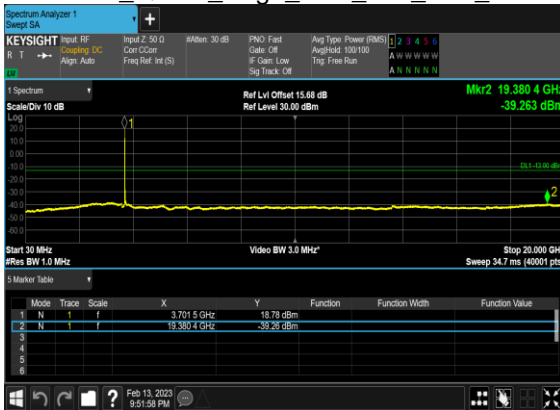 Spectrum Analyzer 1
Swept SA
+
KEYSIGHT
R T
Input: RF
Coupling: DC
Align: Auto
Input Z: 50 Ω
Corr CCorr
Freq Ref: Int (S)
#Atten: 30 dB
PNO: Fast
Gate: Off
IF Gain: Low
Sig Track: Off
Avg Type: Power (RMS)
Avg|Hold: 100/100
Trig: Free Run
1 2 3 4 5 6
A W W W W W
A N N N N N
1 Spectrum
Scale/Div 10 dB
Ref Lvl Offset 15.68 dB
Ref Level 30.00 dBm
Mkr2 19.380 4 GHz
-39.263 dBm
Log
20.0
10.0
0.00
-10.0
-20.0
-30.0
-40.0
-50.0
-60.0
1
DL1 -13.00 dBm
2
Start 30 MHz
#Res BW 1.0 MHz
Video BW 3.0 MHz*
Stop 20.000 GHz
Sweep 34.7 ms (40001 pts)
5 Marker Table
Mode Trace Scale X Y Function Function Width Function Value
1 N 1 f 3.701 5 GHz 18.78 dBm
2 N 1 f 19.380 4 GHz -39.26 dBm
3
4
5
6
?
Feb 13, 2023
9:51:58 PM